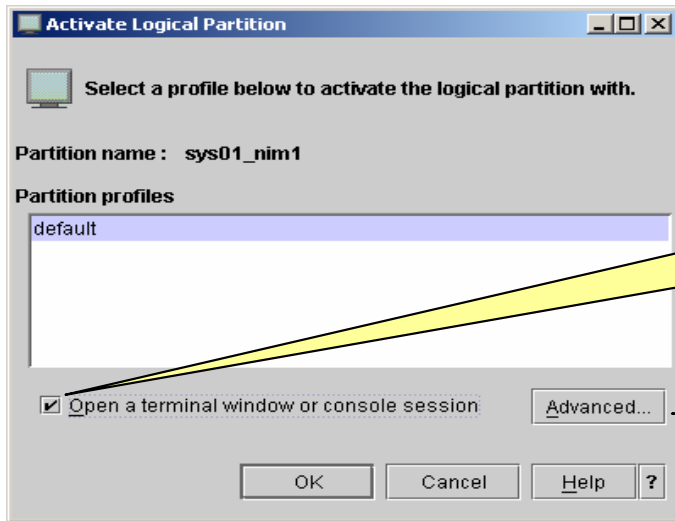 Activate Logical Partition
Select a profile below to activate the logical partition with.
Partition name : sys01_nim1
Partition profiles
default
Open a terminal window or console session
Advanced...
OK Cancel Help ?